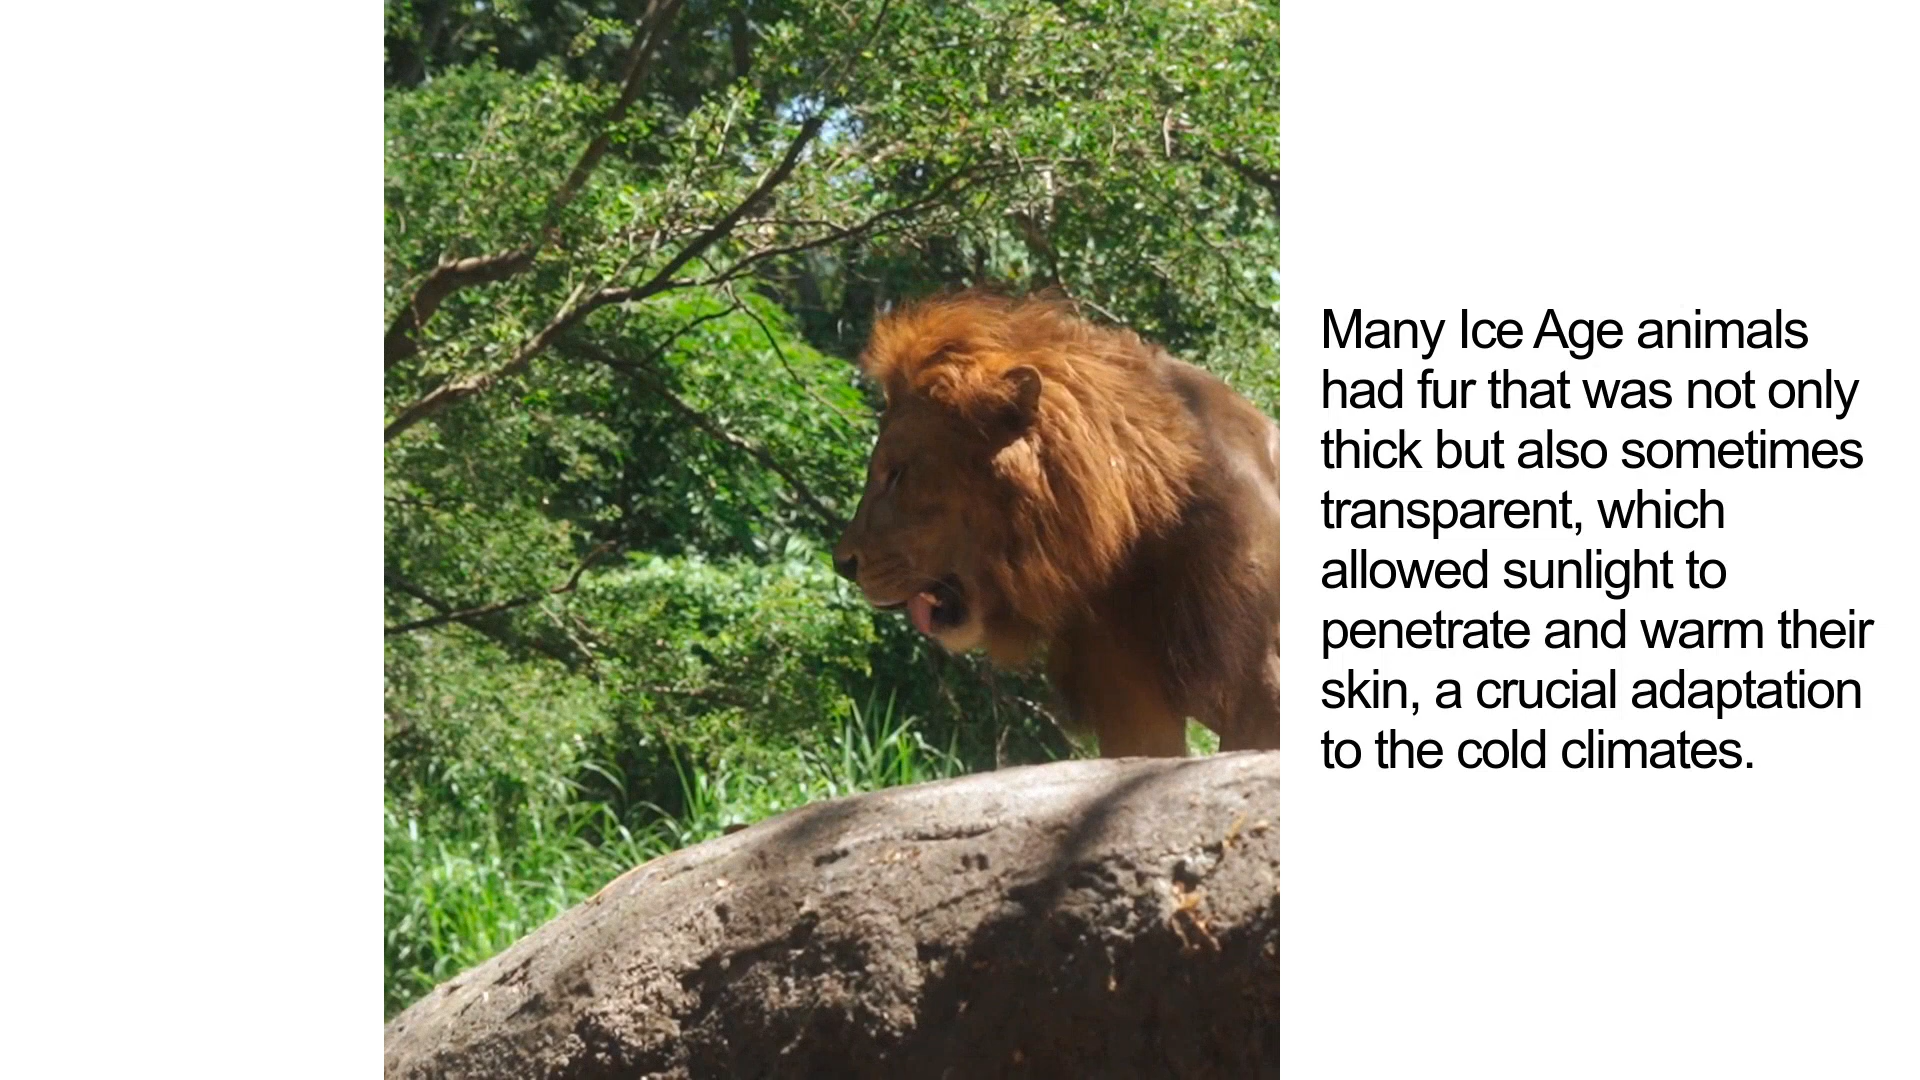 Many Ice Age animals
had fur that was not only
thick but also sometimes
transparent, which
allowed sunlight to
penetrate and warm their
skin, a crucial adaptation
to the cold climates.